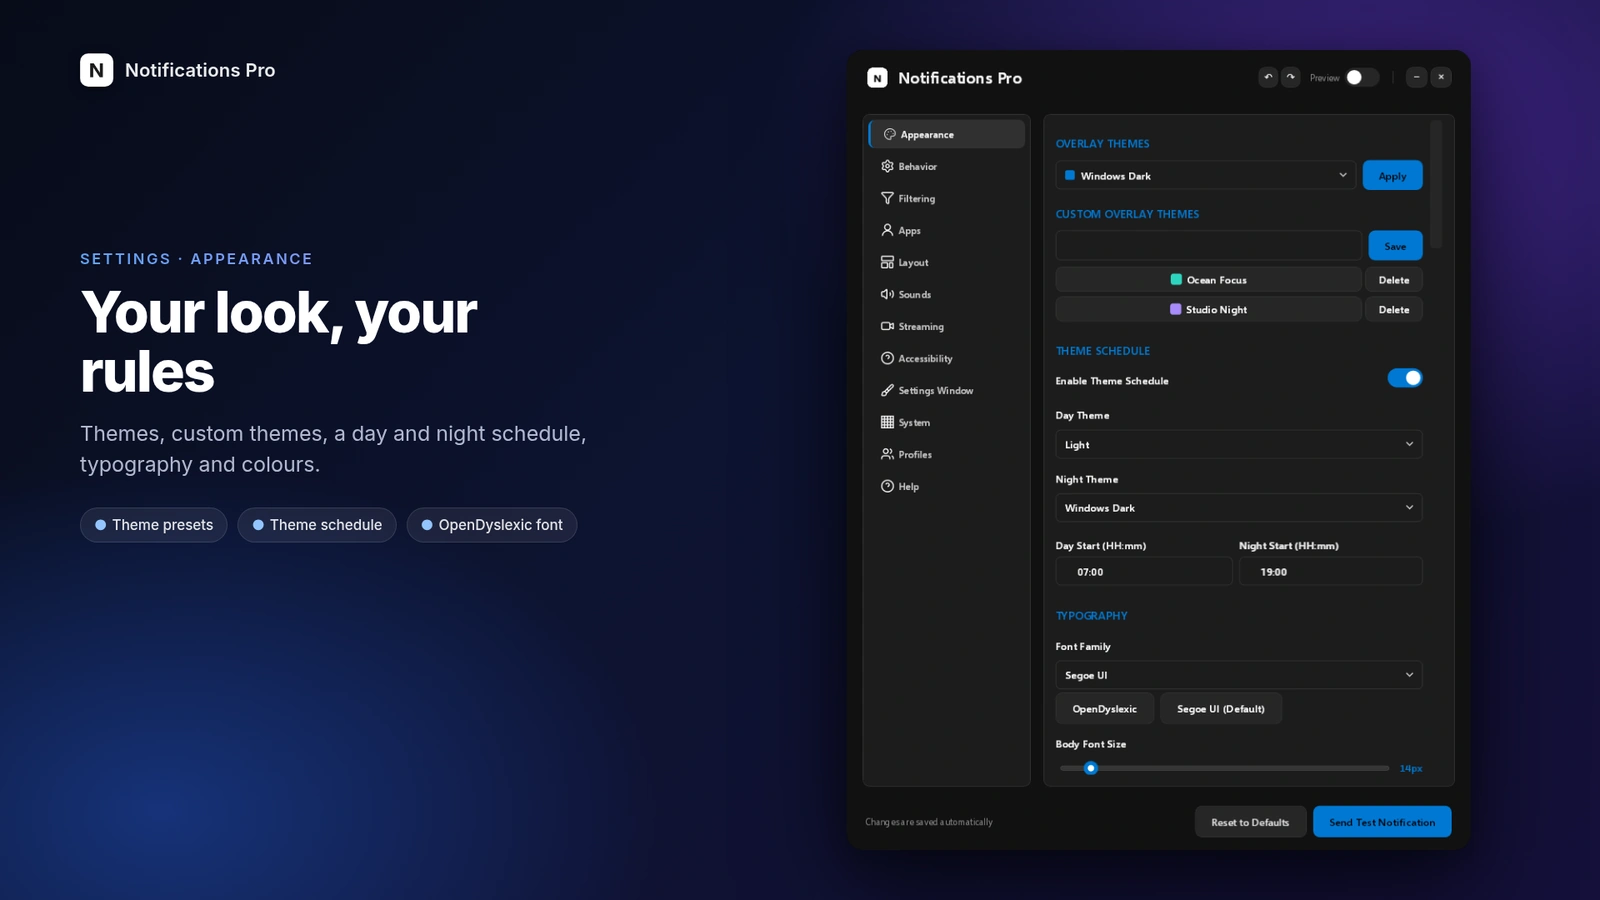 N Notifications Pro
SETTINGS · APPEARANCE
Your look, your
rules
Themes, custom themes, a day and night schedule,
typography and colours.
Theme presets
Theme schedule
OpenDyslexic font
N Notifications Pro
Preview
Appearance
Behavior
Filtering
Apps
Layout
Sounds
Streaming
Accessibility
Settings Window
System
Profiles
Help
OVERLAY THEMES
Windows Dark
Apply
CUSTOM OVERLAY THEMES
Save
Ocean Focus
Delete
Studio Night
Delete
THEME SCHEDULE
Enable Theme Schedule
Day Theme
Light
Night Theme
Windows Dark
Day Start (HH:mm)
Night Start (HH:mm)
07:00
19:00
TYPOGRAPHY
Font Family
Segoe UI
OpenDyslexic
Segoe UI (Default)
Body Font Size
14px
Changes are saved automatically
Reset to Defaults
Send Test Notification